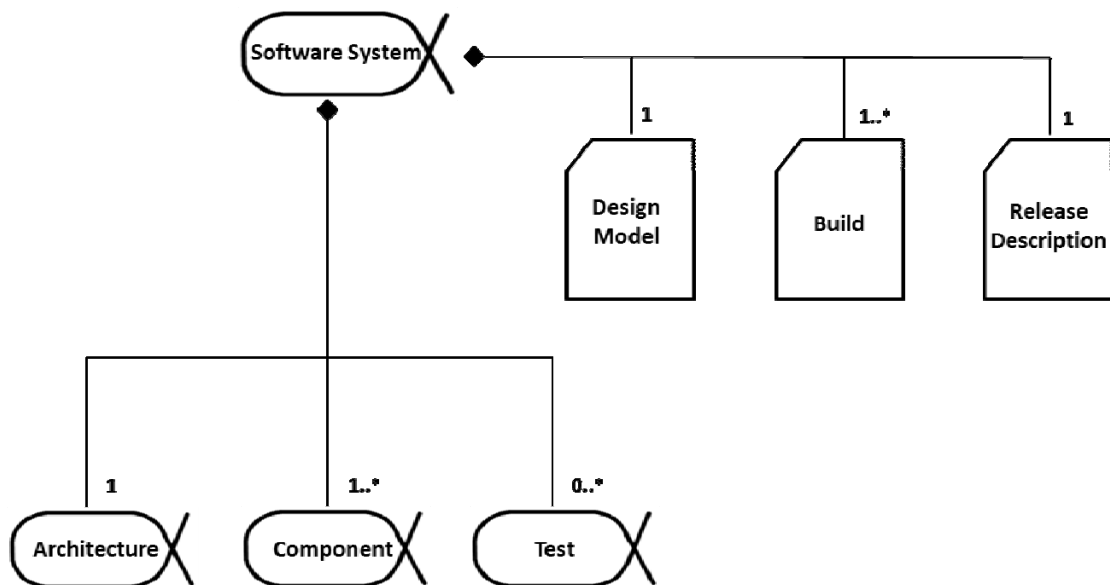 Software System
1
1..*
1
Design
Model
Build
Release
Description
1
1..*
0..*
Architecture
Component
Test